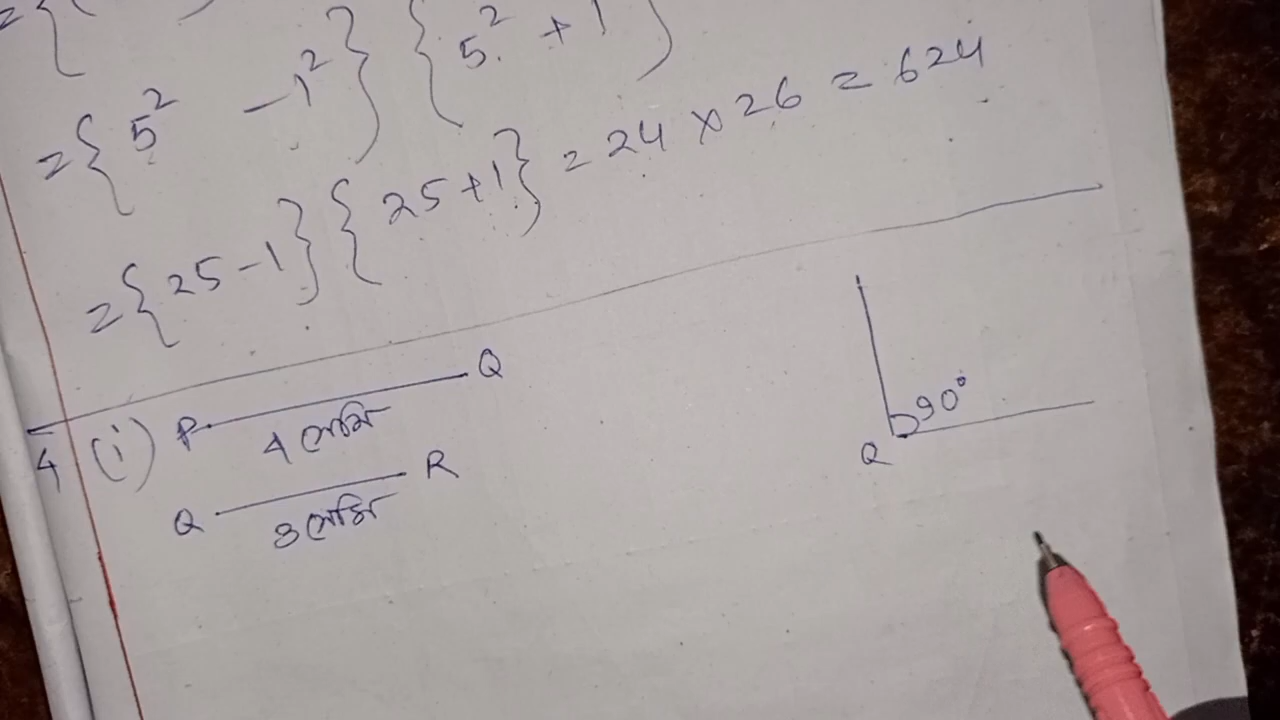 ={5² -1²} {5² + 1}
={25-1} {25+1} = 24 × 26 = 624
4 (i) P Q
4 সেমি
Q R
3 সেমি
90°
Q